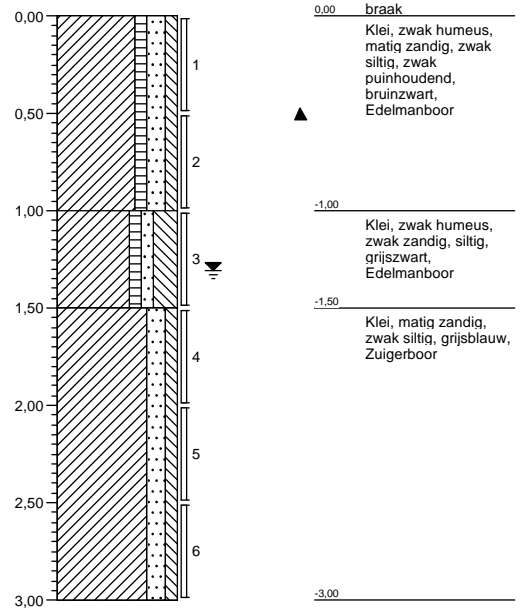 0,00
0,50
1,00
1,50
2,00
2,50
3,00
1
2
3
4
5
6
0,00
braak
Klei, zwak humeus,
matig zandig, zwak
siltig, zwak
puinhoudend,
bruinzwart,
Edelmanboor
-1,00
Klei, zwak humeus,
zwak zandig, siltig,
grijszwart,
Edelmanboor
-1,50
Klei, matig zandig,
zwak siltig, grijsblauw,
Zuigerboor
-3,00